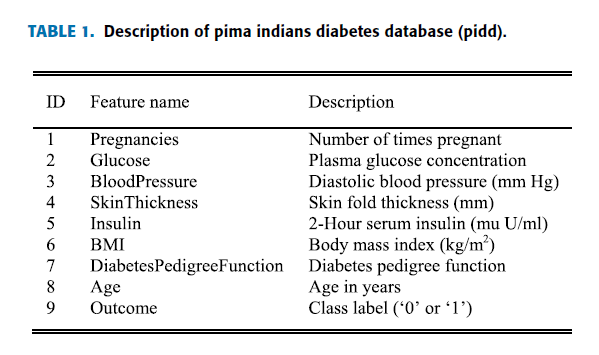 TABLE 1. Description of pima indians diabetes database (pidd).
ID Feature name Description
1 Pregnancies Number of times pregnant
2 Glucose Plasma glucose concentration
3 BloodPressure Diastolic blood pressure (mm Hg)
4 SkinThickness Skin fold thickness (mm)
5 Insulin 2-Hour serum insulin (mu U/ml)
6 BMI Body mass index (kg/m²)
7 DiabetesPedigreeFunction Diabetes pedigree function
8 Age Age in years
9 Outcome Class label (‘0’ or ‘1’)